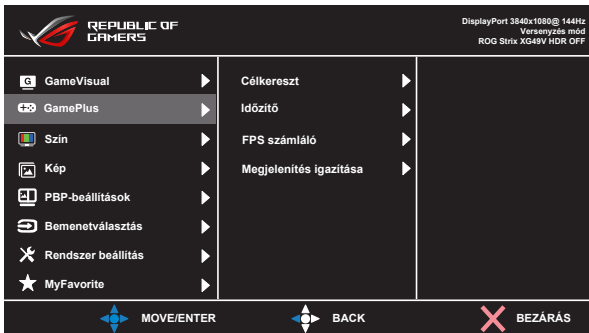 REPUBLIC OF
GAMERS
DisplayPort 3840x1080@ 144Hz
Versenyzés mód
ROG Strix XG49V HDR OFF
G GameVisual
GamePlus
Szín
Kép
PBP-beállítások
Bemenetválasztás
Rendszer beállítás
MyFavorite
Célkereszt
Időzítő
FPS számláló
Megjelenítés igazítása
MOVE/ENTER
BACK
BEZÁRÁS